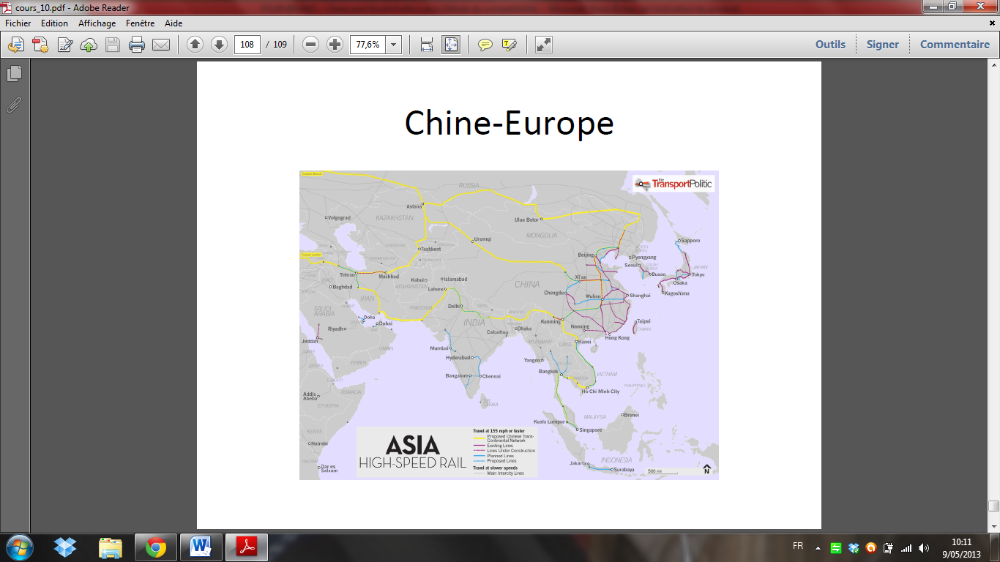 cours_10.pdf - Adobe Reader
Fichier Edition Affichage Fenêtre Aide
108 / 109 77,6% Outils Signer Commentaire
Chine-Europe
the
TransportPolitic
RUSSIA
Astana
Volgograd
KAZAKHSTAN
Ulan Bator
MONGOLIA
Urumqi
Sapporo
Tashkent
Beijing
Pyongyang
Seoul
JAPAN
Tehran
Mashhad
Busan
Tokyo
Osaka
Kabul
Islamabad
Xi'an
CHINA
Baghdad
AFGHANISTAN
Lahore
Chengdu
Wuhan
Shanghai
Kagoshima
IRAN
PAKISTAN
Delhi
SAUDI
ARABIA
Doha
Dubai
INDIA
Kunming
Nanning
Taipei
TAIWAN
Riyadh
Calcutta
Dhaka
Hong Kong
Jeddah
OMAN
MYANMAR
LAOS
Hanoi
Mumbai
Hyderabad
Yangon
YEMEN
Bangkok
VIETNAM
PHILIPPINES
Bangalore
Chennai
Ho Chi Minh City
Addis
Abeba
SOMALIA
SRI
LANKA
ETHIOPIA
MALAYSIA
Brunei
Kuala Lumpur
Singapore
KENYA
Nairobi
Dar es
Salaam
INDONESIA
Jakarta
Surabaya
ASIA
HIGH-SPEED RAIL
Travel at 155 mph or faster
Proposed Chinese Trans-
Continental Network
Existing Lines
Lines Under Construction
Planned Lines
Proposed Lines
Travel at slower speeds
Main Intercity Lines
500 mi
N
FR
10:11
9/05/2013